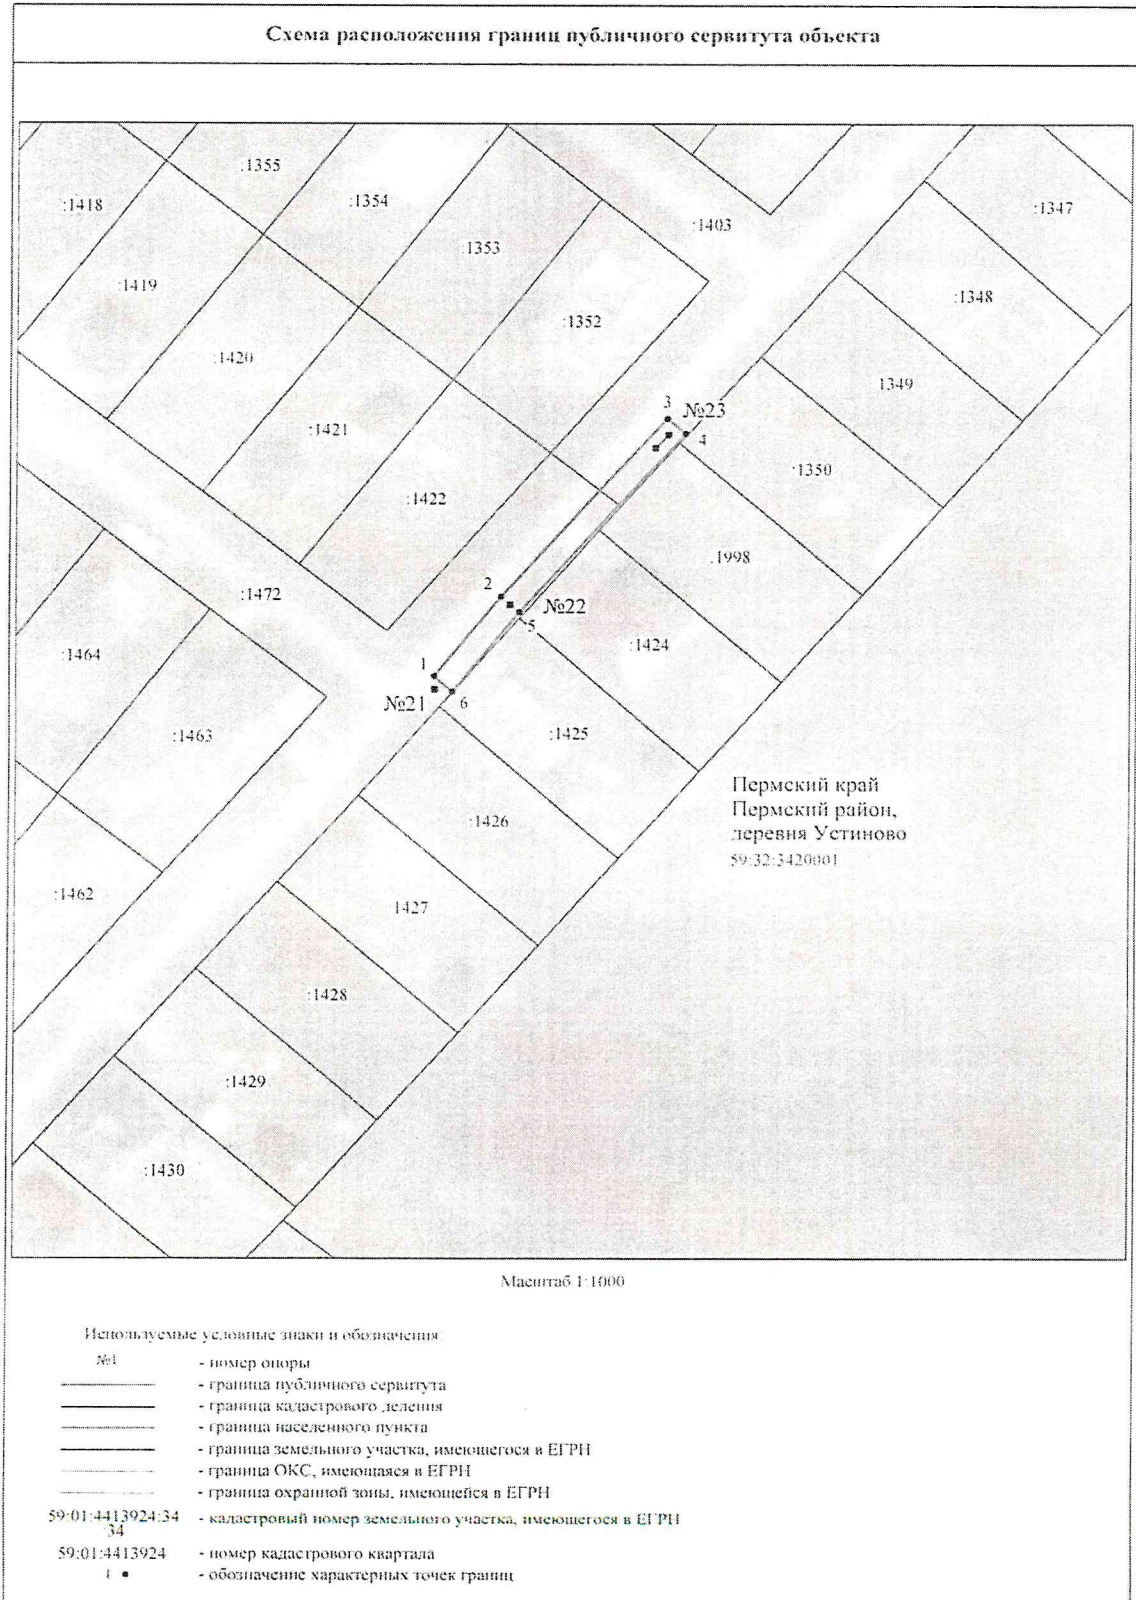 Схема расположения границ публичного сервитута объекта
:1355
:1354
:1418
:1353
:1403
:1347
:1419
:1352
:1348
:1420
1349
3
№23
4
:1421
:1350
:1422
.1998
2
№22
5
:1472
:1424
1
:1464
№21
6
:1463
:1425
Пермский край
Пермский район,
деревня Устиново
59:32:3420001
:1426
:1462
1427
:1428
:1429
:1430
Масштаб 1:1000
Используемые условные знаки и обозначения:
№1 - номер опоры
- граница публичного сервитута
- граница кадастрового деления
- граница населенного пункта
- граница земельного участка, имеющегося в ЕГРН
- граница ОКС, имеющаяся в ЕГРН
- граница охранной зоны, имеющейся в ЕГРН
59:01:4413924:34 - кадастровый номер земельного участка, имеющегося в ЕГРН
:34
59:01:4413924 - номер кадастрового квартала
1 • - обозначение характерных точек границ